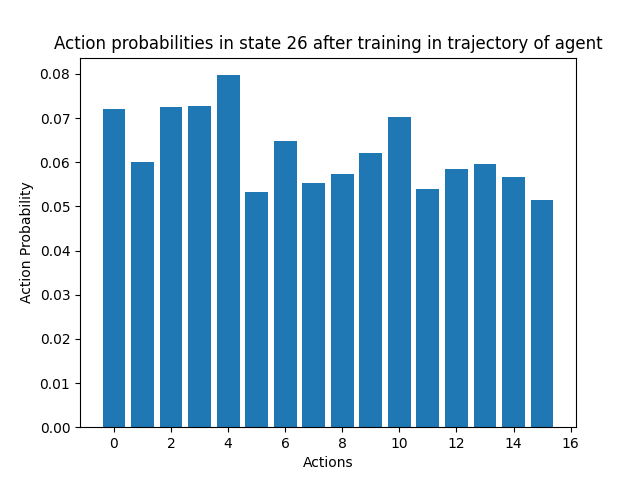 Action probabilities in state 26 after training in trajectory of agent
0.08
0.07
0.06
0.05
0.04
0.03
0.02
0.01
0.00
Action Probability
0 2 4 6 8 10 12 14 16
Actions